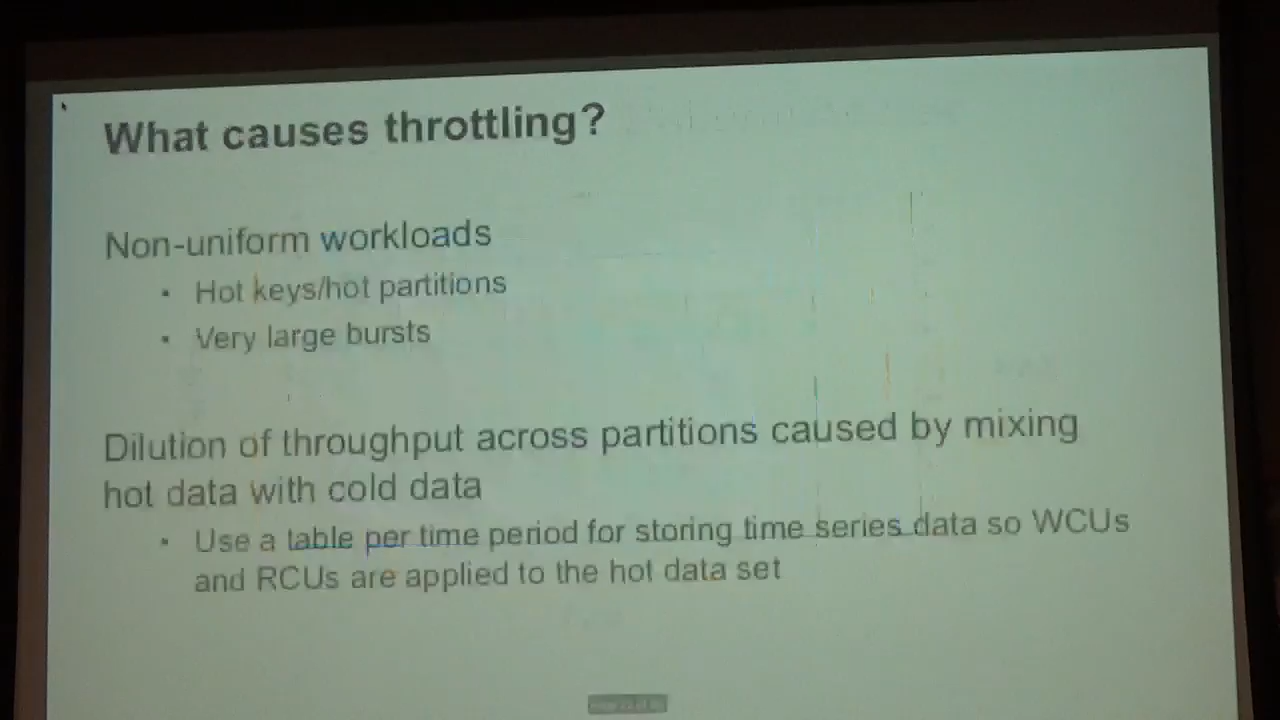 What causes throttling?
Non-uniform workloads
• Hot keys/hot partitions
• Very large bursts
Dilution of throughput across partitions caused by mixing
hot data with cold data
• Use a table per time period for storing time series data so WCUs
and RCUs are applied to the hot data set